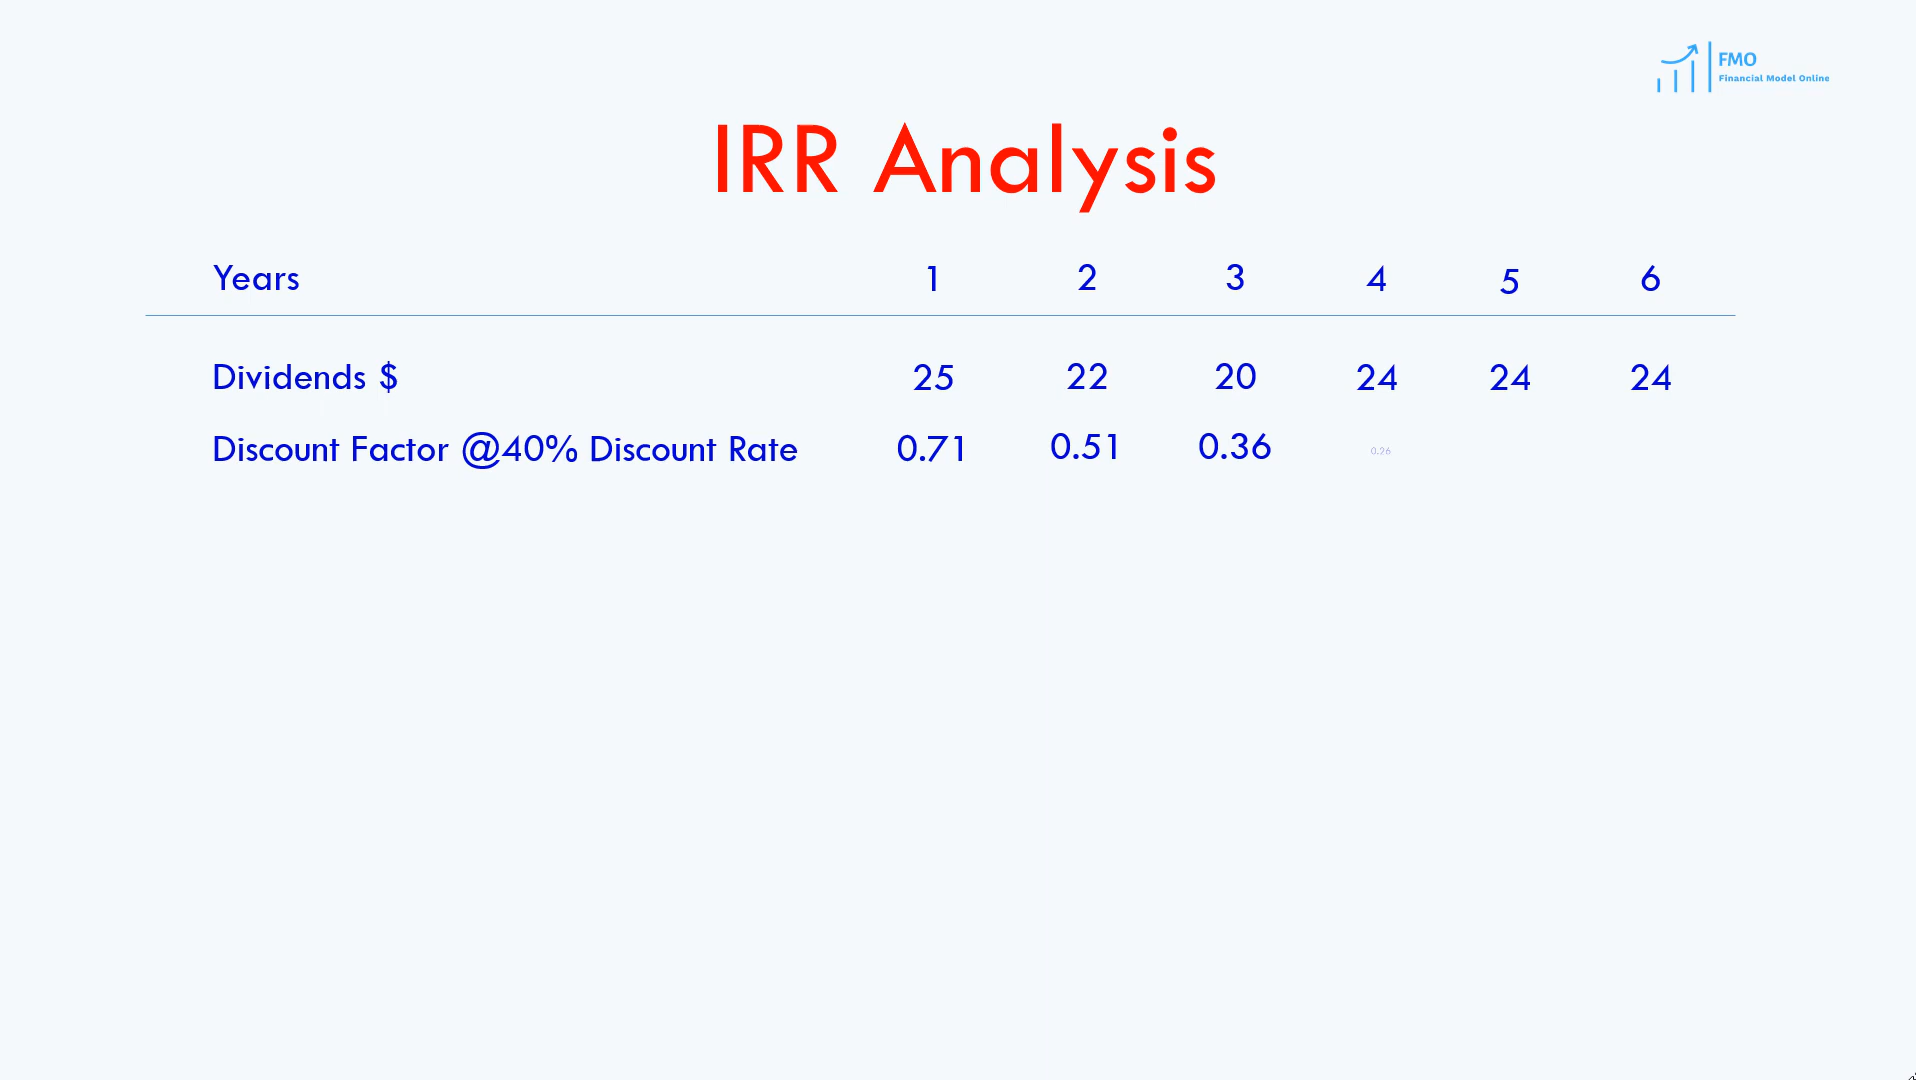 FMO
Financial Model Online
IRR Analysis
Years 1 2 3 4 5 6
Dividends $ 25 22 20 24 24 24
Discount Factor @40% Discount Rate 0.71 0.51 0.36 0.26